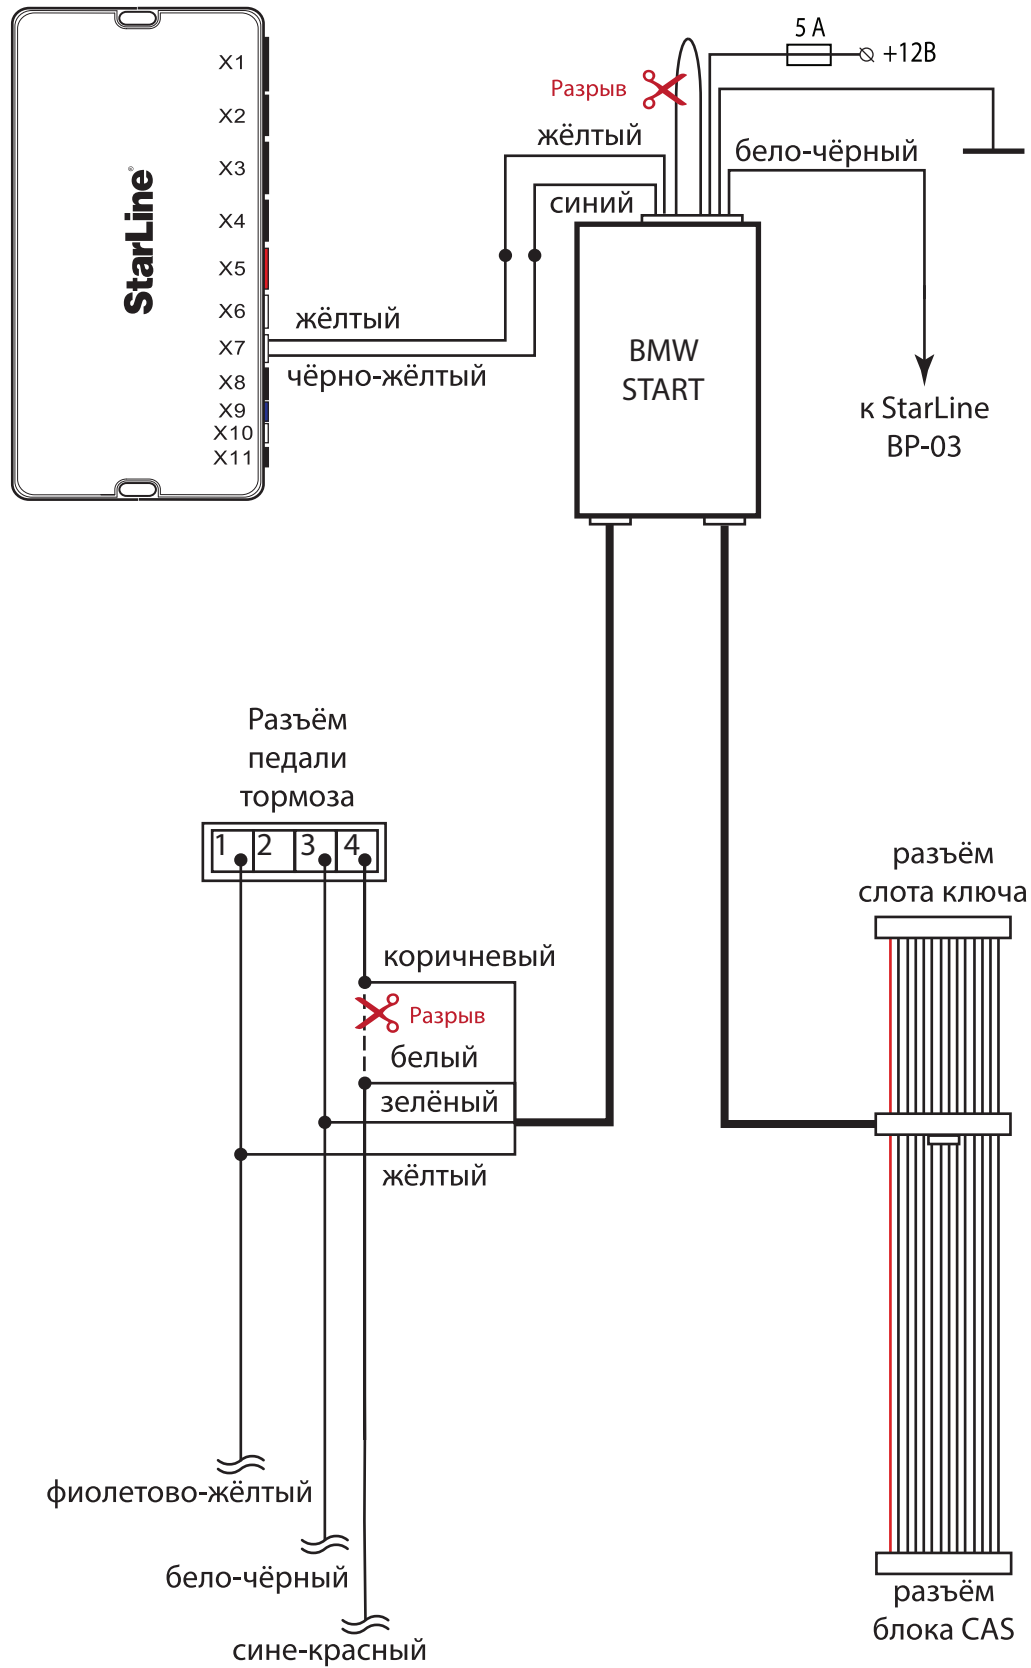 5 А
+12В
Разрыв
жёлтый
бело-чёрный
синий
StarLine®
X1
X2
X3
X4
X5
X6
X7
X8
X9
X10
X11
жёлтый
чёрно-жёлтый
BMW
START
к StarLine
BP-03
Разъём
педали
тормоза
1 2 3 4
коричневый
Разрыв
белый
зелёный
жёлтый
разъём
слота ключа
фиолетово-жёлтый
бело-чёрный
сине-красный
разъём
блока CAS